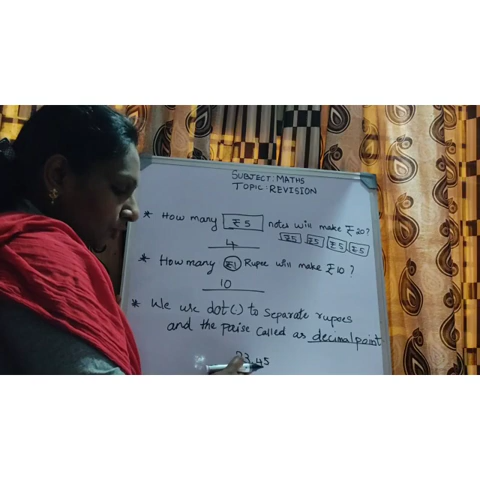 SUBJECT: MATHS
TOPIC: REVISION
* How many ₹5 notes will make ₹20?
₹5 ₹5 ₹5 ₹5
4
* How many ₹1 Rupee will make ₹10?
10
* We use dot(.) to separate rupees
and the paise called as decimal point
23.45